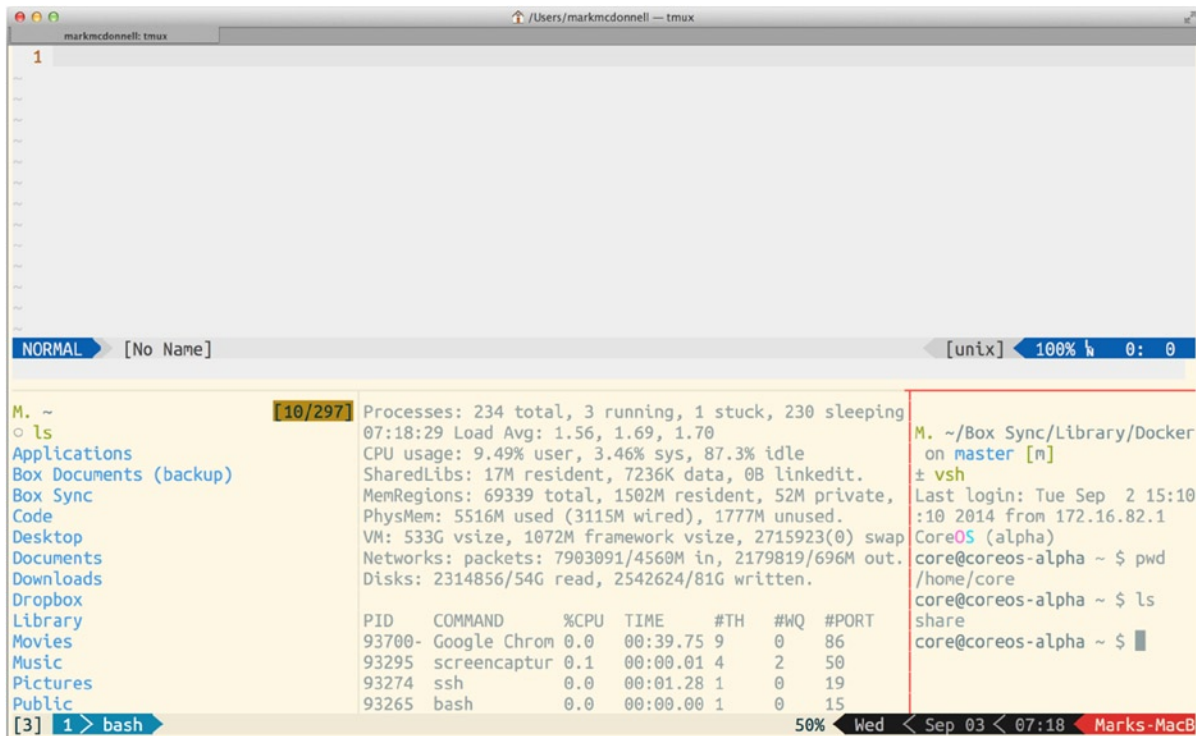 /Users/markmcdonnell — tmux
markmcdonnell: tmux
1
~
~
~
~
~
~
~
~
~
~
~
~
~
NORMAL [No Name] [unix] 100% 0: 0
M. ~ [10/297]
○ ls
Applications
Box Documents (backup)
Box Sync
Code
Desktop
Documents
Downloads
Dropbox
Library
Movies
Music
Pictures
Public
Processes: 234 total, 3 running, 1 stuck, 230 sleeping
07:18:29 Load Avg: 1.56, 1.69, 1.70
CPU usage: 9.49% user, 3.46% sys, 87.3% idle
SharedLibs: 17M resident, 7236K data, 0B linkedit.
MemRegions: 69339 total, 1502M resident, 52M private,
PhysMem: 5516M used (3115M wired), 1777M unused.
VM: 533G vsize, 1072M framework vsize, 2715923(0) swap
Networks: packets: 7903091/4560M in, 2179819/696M out.
Disks: 2314856/54G read, 2542624/81G written.
PID COMMAND %CPU TIME #TH #WQ #PORT
93700- Google Chrom 0.0 00:39.75 9 0 86
93295 screencaptur 0.1 00:00.01 4 2 50
93274 ssh 0.0 00:01.28 1 0 19
93265 bash 0.0 00:00.00 1 0 15
M. ~/Box Sync/Library/Docker
on master [m]
± vsh
Last login: Tue Sep 2 15:10
:10 2014 from 172.16.82.1
CoreOS (alpha)
core@coreos-alpha ~ $ pwd
/home/core
core@coreos-alpha ~ $ ls
share
core@coreos-alpha ~ $
[3] 1 > bash 50% Wed < Sep 03 < 07:18 Marks-MacB